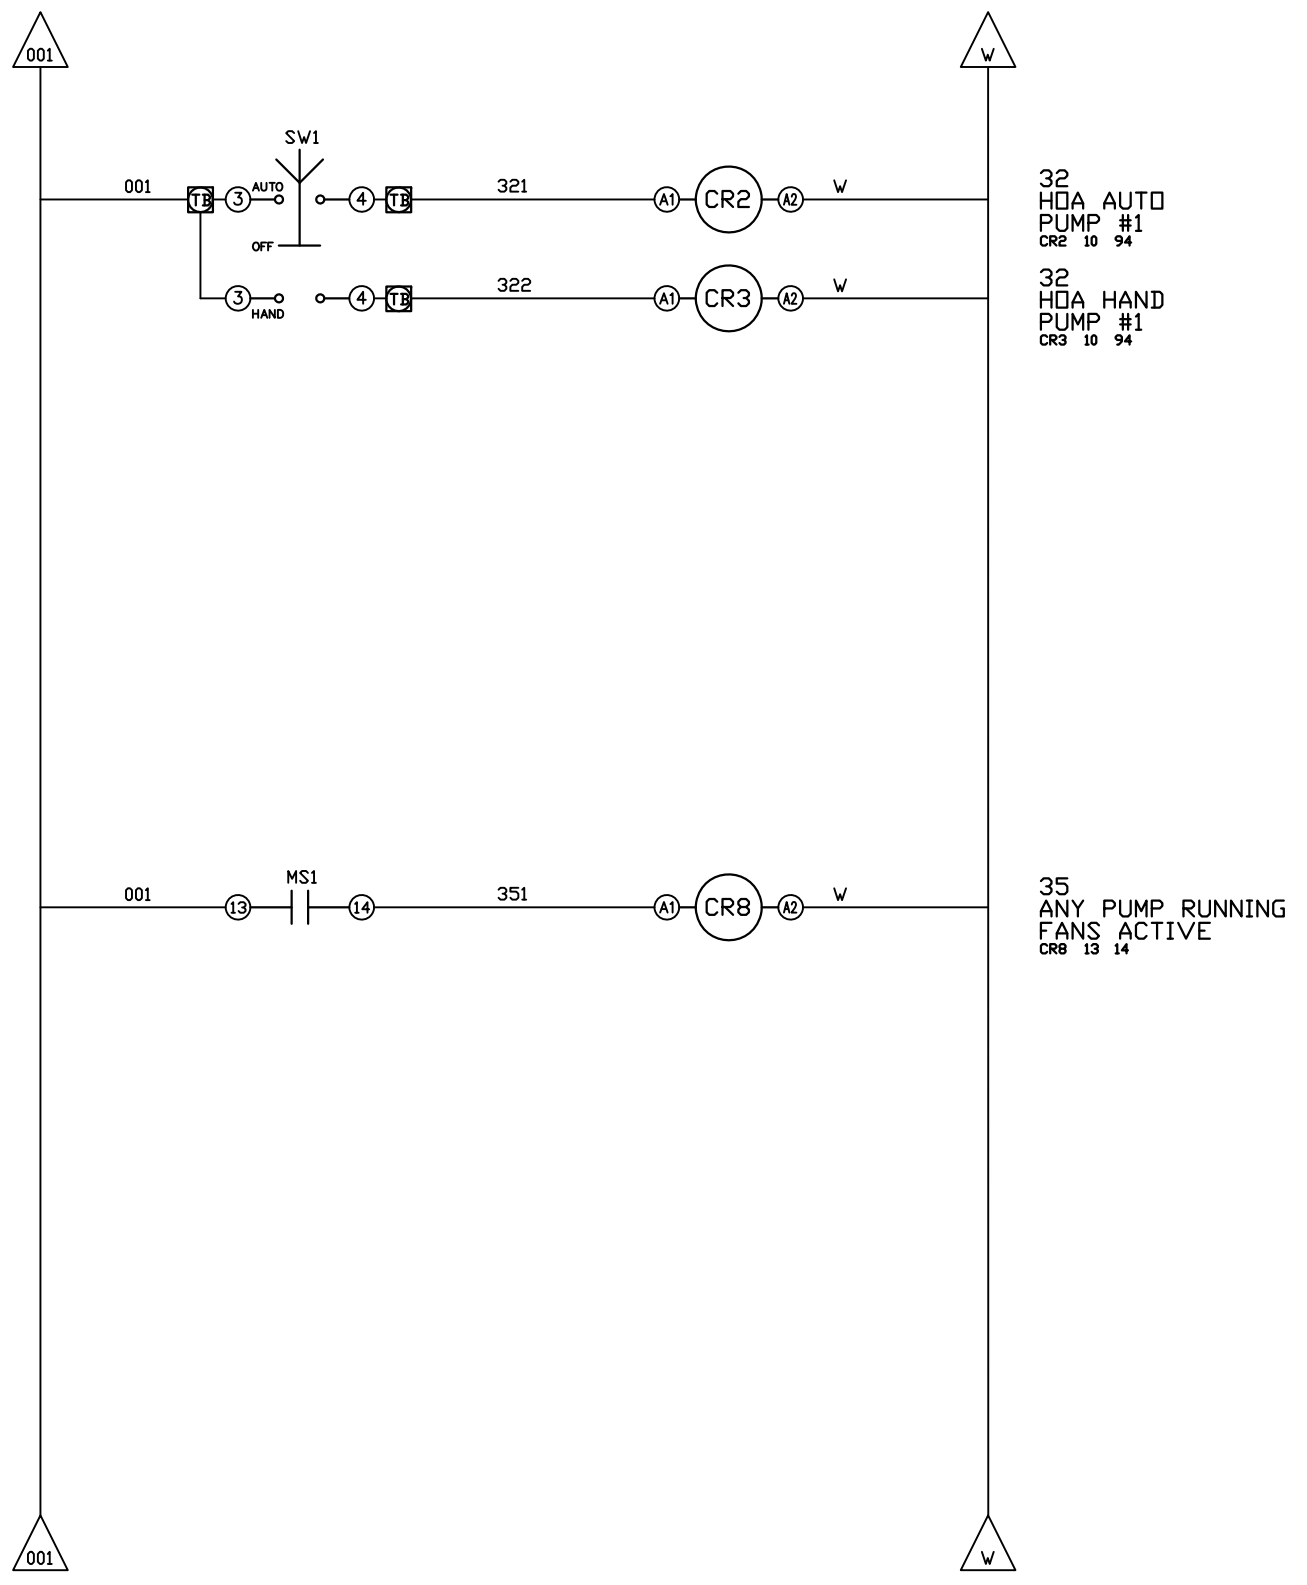 001 W
SW1
001 TB 3 AUTO 4 TB 321 A1 CR2 A2 W
OFF
32
HOA AUTO
PUMP #1
CR2 10 94
3 HAND 4 TB 322 A1 CR3 A2 W
32
HOA HAND
PUMP #1
CR3 10 94
MS1
001 13 14 351 A1 CR8 A2 W
35
ANY PUMP RUNNING
FANS ACTIVE
CR8 13 14
001 W